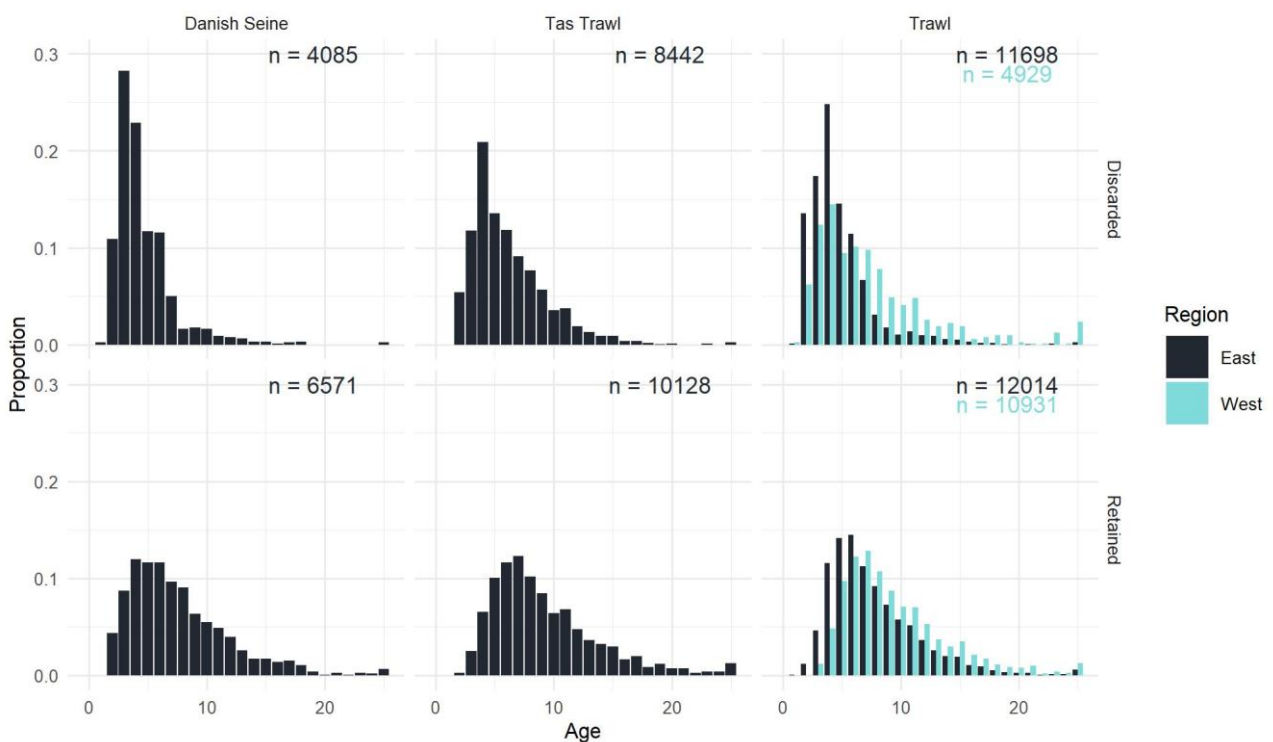 Danish Seine
Tas Trawl
Trawl
0.3
n = 4085
n = 8442
n = 11698
n = 4929
0.2
0.1
0.0
Discarded
Proportion
0.3
n = 6571
n = 10128
n = 12014
n = 10931
0.2
0.1
0.0
Retained
0
10
20
0
10
20
0
10
20
Age
Region
East
West